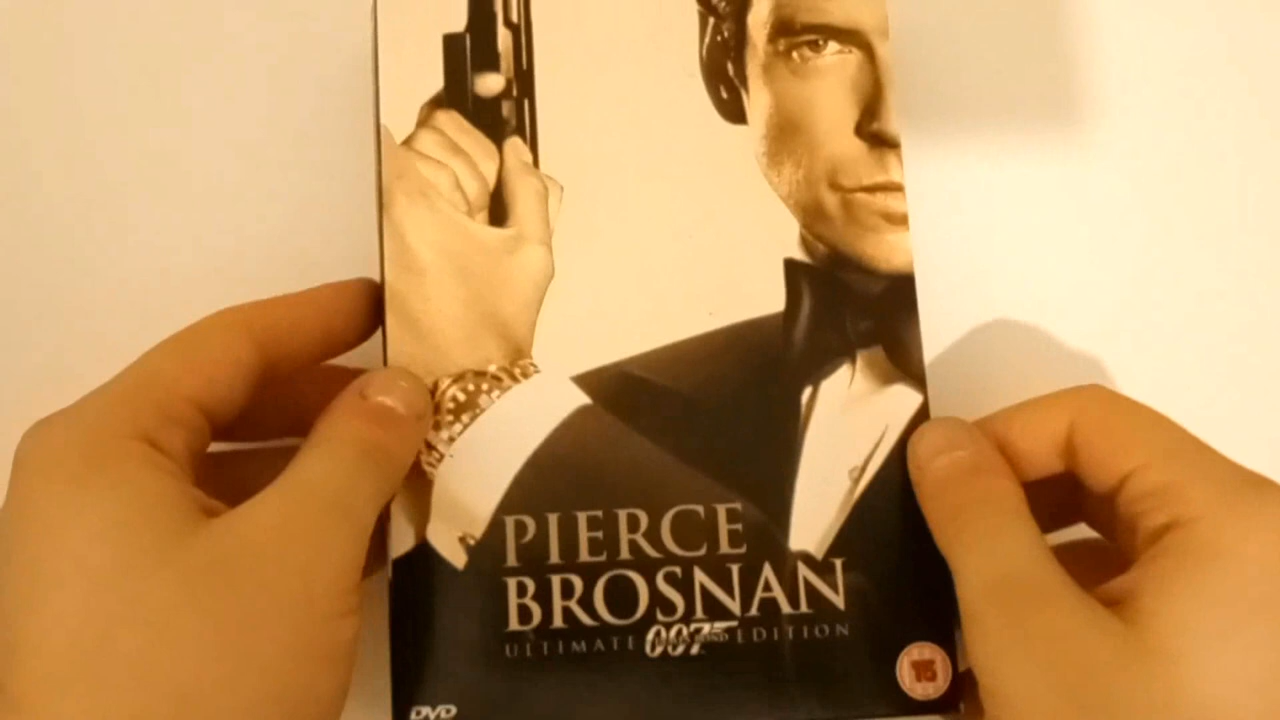 PIERCE
BROSNAN
ULTIMATE 007 EDITION
15
DVD